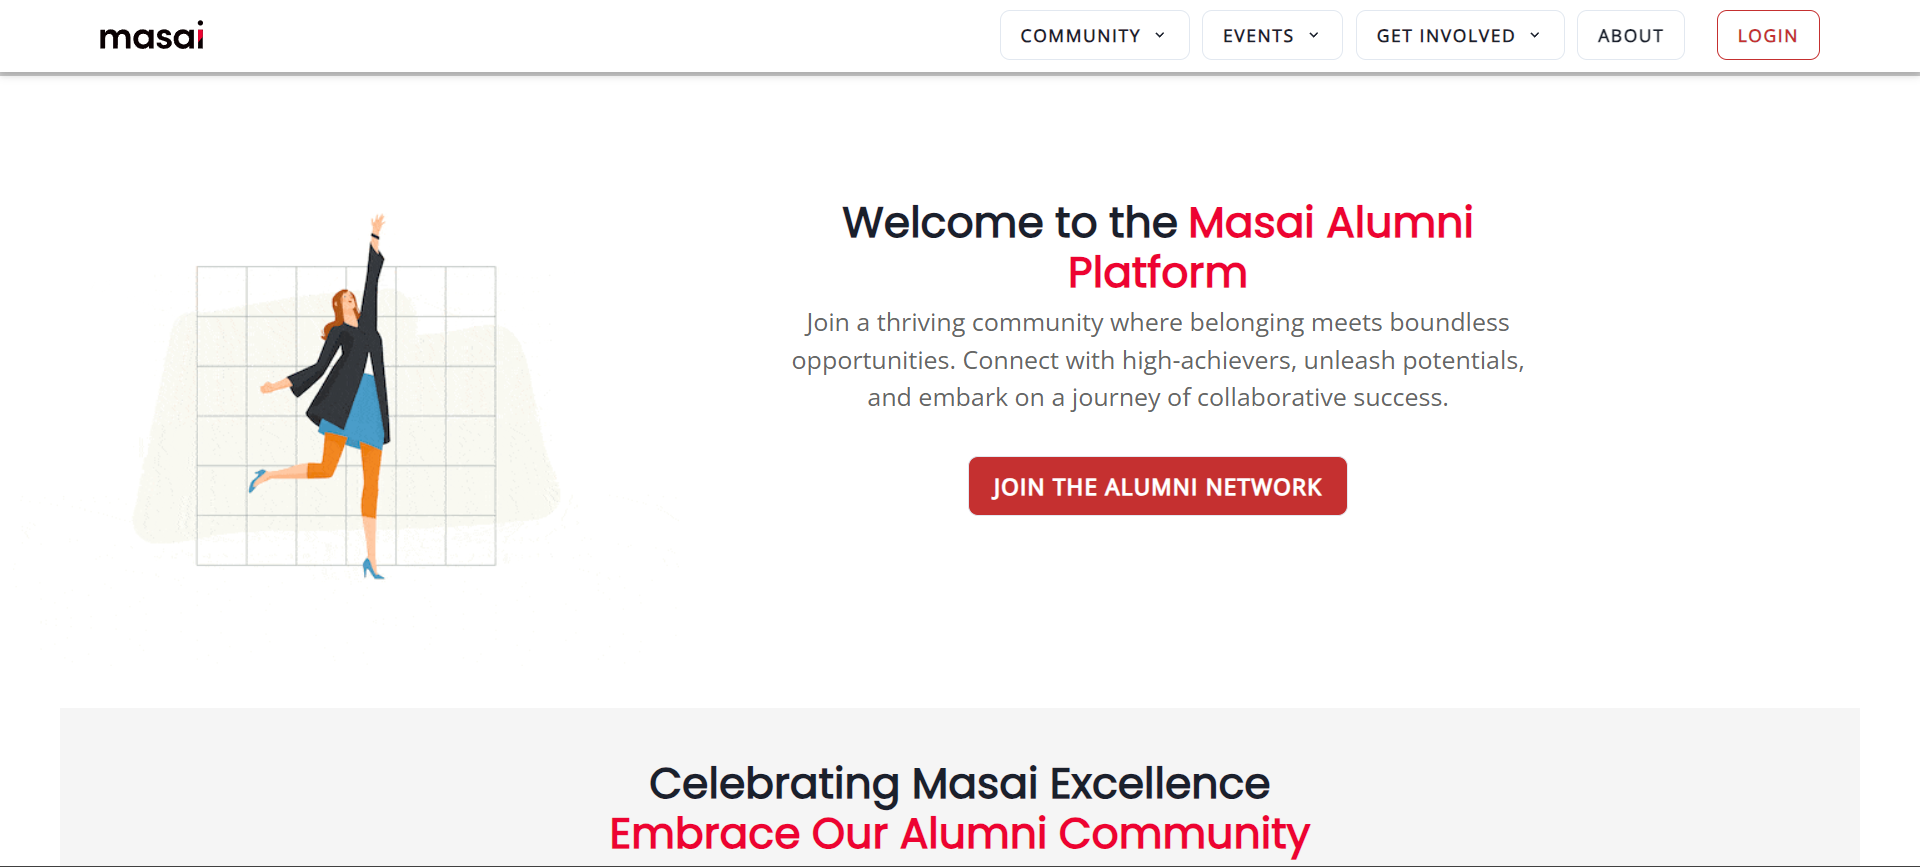 masai
COMMUNITY
EVENTS
GET INVOLVED
ABOUT
LOGIN
Welcome to the Masai Alumni
Platform
Join a thriving community where belonging meets boundless
opportunities. Connect with high-achievers, unleash potentials,
and embark on a journey of collaborative success.
JOIN THE ALUMNI NETWORK
Celebrating Masai Excellence
Embrace Our Alumni Community